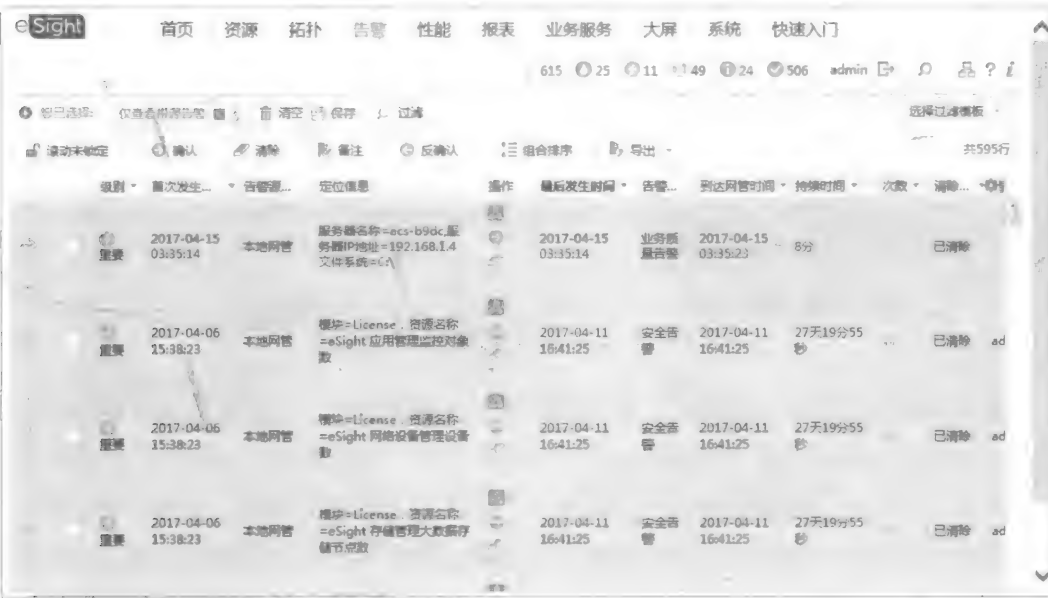 eSight 首页 资源 拓扑 告警 性能 报表 业务服务 大屏 系统 快速入门
615 25 11 49 24 506 admin ?
您已选择: 清空 保存 过滤 选择过滤模板
滚动未锁定 确认 清除 备注 反确认 组合排序 导出 共595行
级别 首次发生... 告警源... 定位信息 操作 最后发生时间 告警... 到达网管时间 持续时间 次数 清除...
服务器名称=ecs-b9dc,服
2017-04-15 务器IP地址=192.168.1.4 2017-04-15 业务质 2017-04-15
重要 03:35:14 本地网管 文件系统=C:\ 03:35:14 量告警 03:35:23 8分 已清除
模块=License, 资源名称
2017-04-06 =eSight 应用管理监控对象 2017-04-11 安全告 2017-04-11 27天19分55
重要 15:38:23 本地网管 数 16:41:25 警 16:41:25 秒 已清除 ad
模块=License, 资源名称
2017-04-06 =eSight 网络设备管理设备 2017-04-11 安全告 2017-04-11 27天19分55
重要 15:38:23 本地网管 数 16:41:25 警 16:41:25 秒 已清除 ad
模块=License, 资源名称
2017-04-06 =eSight 存储管理大数据存 2017-04-11 安全告 2017-04-11 27天19分55
重要 15:38:23 本地网管 储节点数 16:41:25 警 16:41:25 秒 已清除 ad